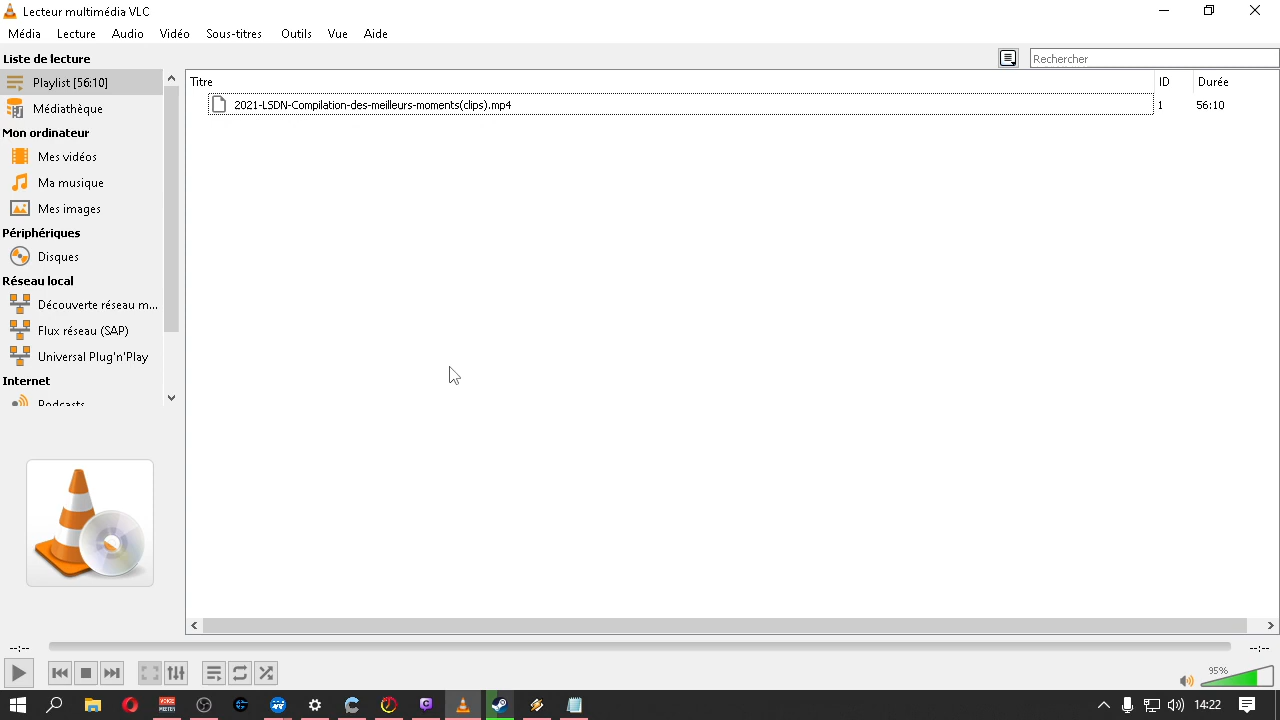 Lecteur multimédia VLC
Média Lecture Audio Vidéo Sous-titres Outils Vue Aide
Liste de lecture
Rechercher
Playlist [56:10]
Titre ID Durée
2021-LSDN-Compilation-des-meilleurs-moments(clips).mp4 1 56:10
Médiathèque
Mon ordinateur
Mes vidéos
Ma musique
Mes images
Périphériques
Disques
Réseau local
Découverte réseau m...
Flux réseau (SAP)
Universal Plug'n'Play
Internet
Podcasts
--:-- --:--
95%
14:22